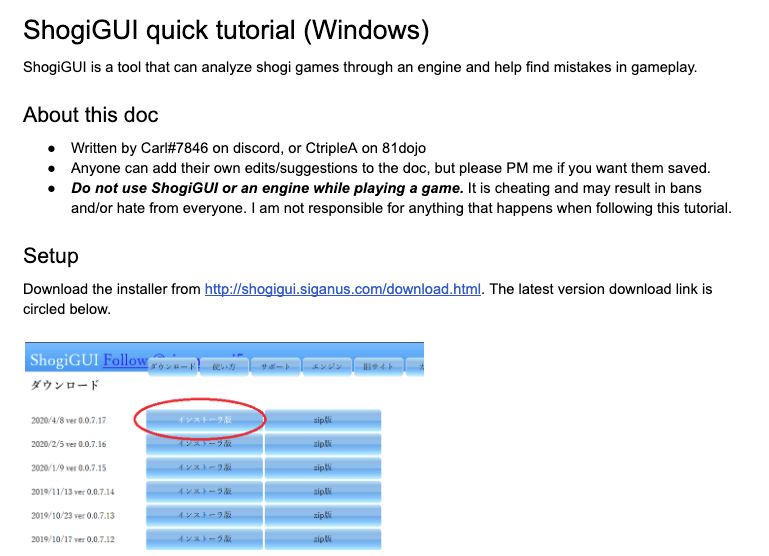 ShogiGUI quick tutorial (Windows)
ShogiGUI is a tool that can analyze shogi games through an engine and help find mistakes in gameplay.
About this doc
● Written by Carl#7846 on discord, or CtripleA on 81dojo
● Anyone can add their own edits/suggestions to the doc, but please PM me if you want them saved.
● Do not use ShogiGUI or an engine while playing a game. It is cheating and may result in bans
and/or hate from everyone. I am not responsible for anything that happens when following this tutorial.
Setup
Download the installer from http://shogigui.siganus.com/download.html. The latest version download link is
circled below.
ShogiGUI Follow
ダウンロード 使い方 サポート エンジン 旧サイト
ダウンロード
2020/4/8 ver 0.0.7.17 インストーラ版 zip版
2020/2/5 ver 0.0.7.16 インストーラ版 zip版
2020/1/9 ver 0.0.7.15 インストーラ版 zip版
2019/11/13 ver 0.0.7.14 インストーラ版 zip版
2019/10/23 ver 0.0.7.13 インストーラ版 zip版
2019/10/17 ver 0.0.7.12 インストーラ版 zip版